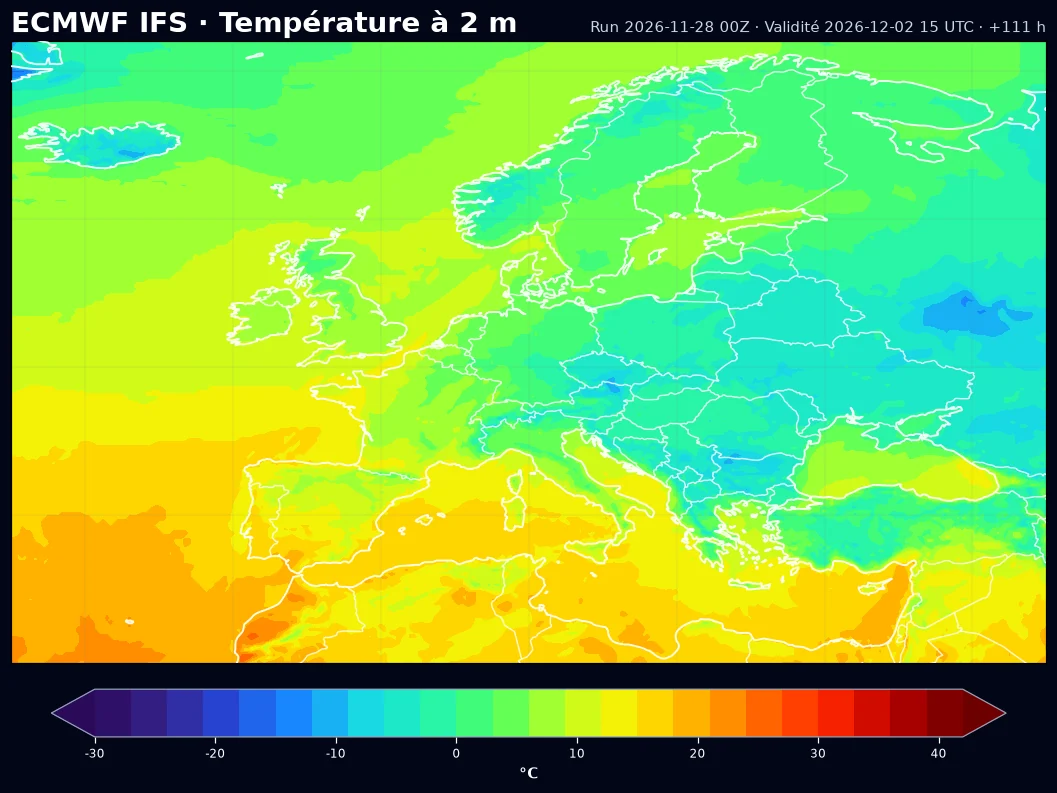 ECMWF IFS · Température à 2 m
Run 2026-11-28 00Z · Validité 2026-12-02 15 UTC · +111 h
-30 -20 -10 0 10 20 30 40
°C